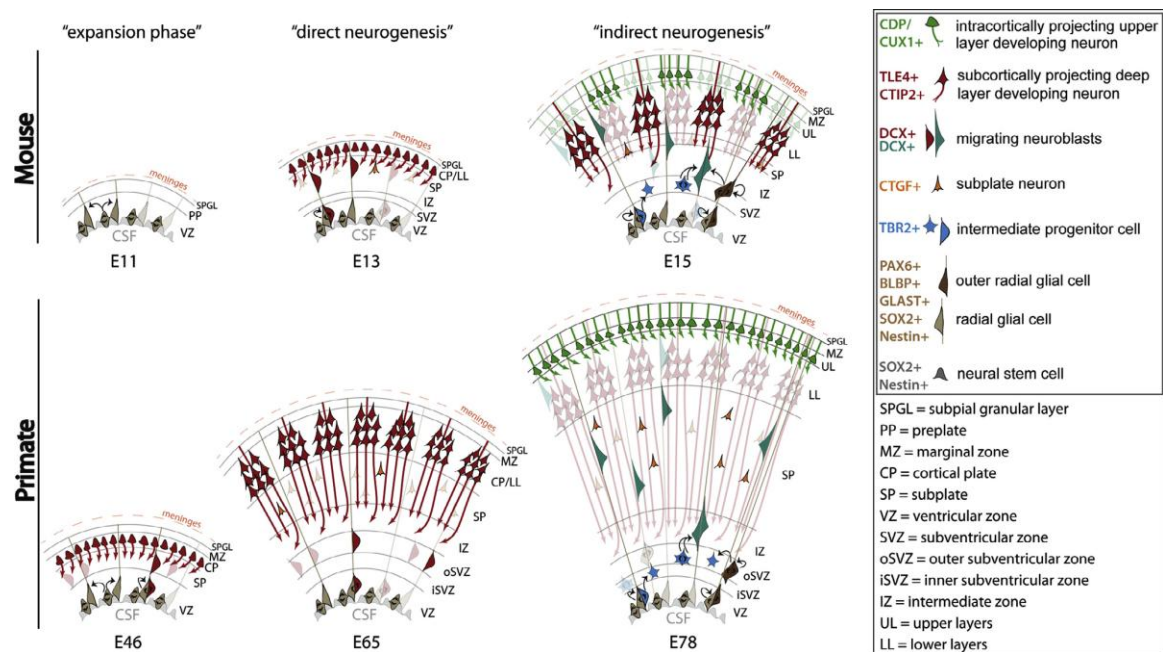 "expansion phase"
"direct neurogenesis"
"indirect neurogenesis"
Mouse
meninges
SPGL
PP
VZ
CSF
E11
meninges
SPGL
CP/LL
SP
IZ
SVZ
VZ
CSF
E13
meninges
SPGL
MZ
UL
LL
SP
IZ
SVZ
VZ
CSF
E15
Primate
meninges
SPGL
MZ
CP
SP
VZ
CSF
E46
meninges
SPGL
MZ
CP/LL
SP
IZ
oSVZ
iSVZ
VZ
CSF
E65
meninges
SPGL
MZ
UL
LL
SP
IZ
oSVZ
iSVZ
VZ
CSF
E78
CDP/
CUX1+
intracortically projecting upper
layer developing neuron
TLE4+
CTIP2+
subcortically projecting deep
layer developing neuron
DCX+
DCX+
migrating neuroblasts
CTGF+
subplate neuron
TBR2+
intermediate progenitor cell
PAX6+
BLBP+
GLAST+
SOX2+
Nestin+
outer radial glial cell
radial glial cell
SOX2+
Nestin+
neural stem cell
SPGL = subpial granular layer
PP = preplate
MZ = marginal zone
CP = cortical plate
SP = subplate
VZ = ventricular zone
SVZ = subventricular zone
oSVZ = outer subventricular zone
iSVZ = inner subventricular zone
IZ = intermediate zone
UL = upper layers
LL = lower layers